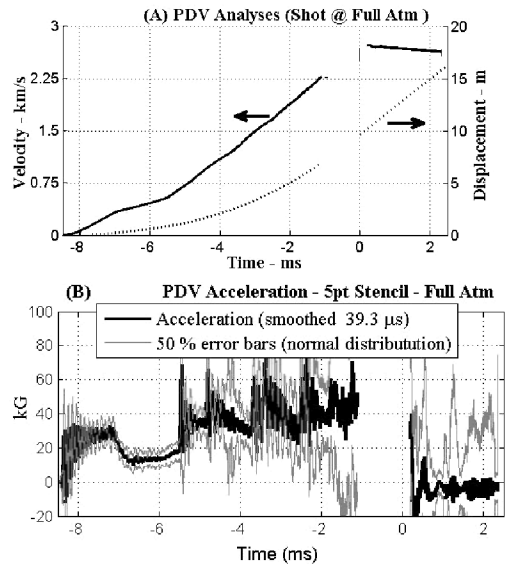 (A) PDV Analyses (Shot @ Full Atm )
3
2.25
1.5
0.75
0
Velocity - km/s
20
15
10
5
0
Displacement - m
-8 -6 -4 -2 0 2
Time - ms
(B) PDV Acceleration - 5pt Stencil - Full Atm
Acceleration (smoothed 39.3 µs)
50 % error bars (normal distributution)
100
80
60
40
20
0
-20
kG
-8 -6 -4 -2 0 2
Time (ms)